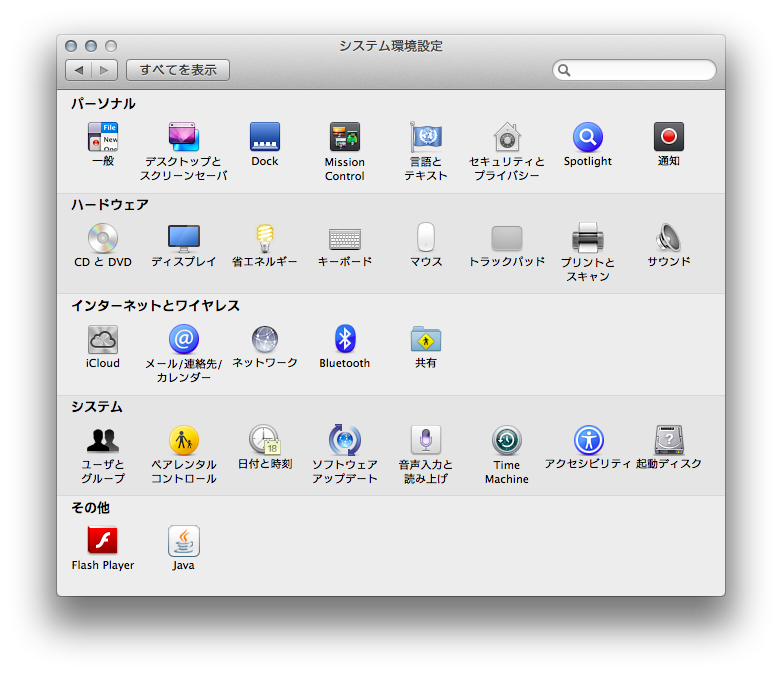 システム環境設定
すべてを表示
パーソナル
File
New
One
一般
デスクトップと
スクリーンセーバ
Dock
Mission
Control
言語と
テキスト
セキュリティと
プライバシー
Spotlight
通知
ハードウェア
CD と DVD
ディスプレイ
省エネルギー
キーボード
マウス
トラックパッド
プリントと
スキャン
サウンド
インターネットとワイヤレス
iCloud
@
メール/連絡先/
カレンダー
ネットワーク
Bluetooth
共有
システム
ユーザと
グループ
ペアレンタル
コントロール
18
日付と時刻
ソフトウェア
アップデート
音声入力と
読み上げ
Time
Machine
アクセシビリティ
?
起動ディスク
その他
Flash Player
Java